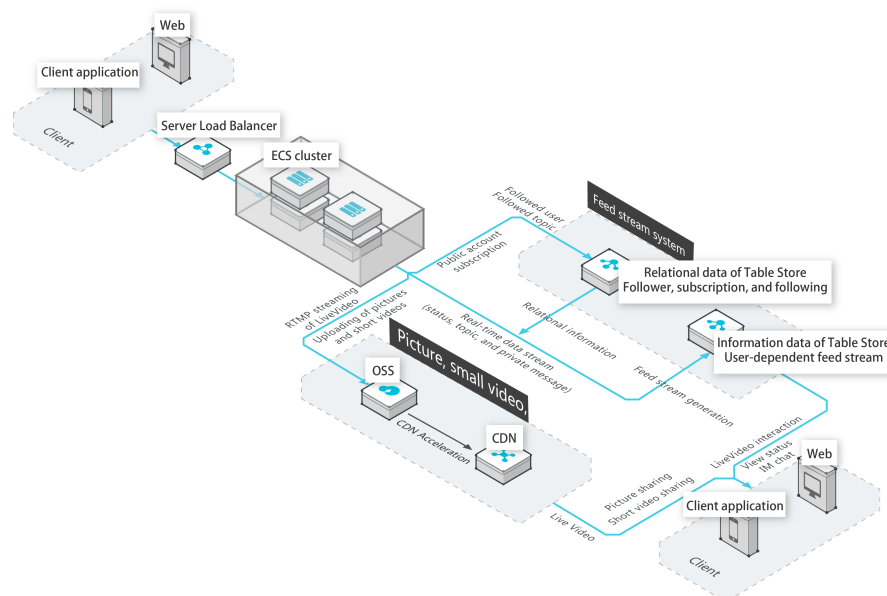 Web
Client application
Client
Server Load Balancer
ECS cluster
Followed user
Followed topic
Public account
subscription
Feed stream system
Relational data of Table Store
Follower, subscription, and following
RTMP streaming
of LiveVideo
Uploading of pictures
and short videos
Real-time data stream
(status, topic, and private message)
Relational information
Information data of Table Store
User-dependent feed stream
Feed stream generation
Picture, small video,
OSS
CDN Acceleration
CDN
LiveVideo interaction
View status
IM chat
Web
Picture sharing
Short video sharing
Client application
Live Video
Client